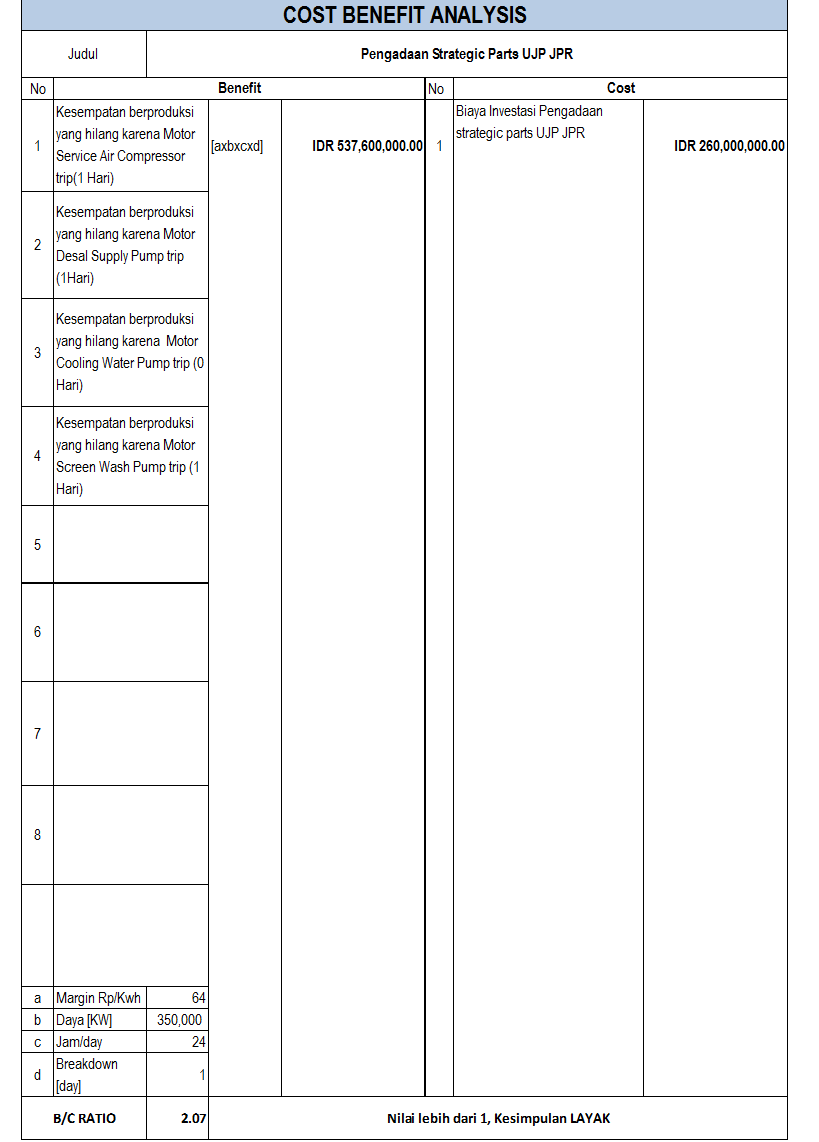 COST BENEFIT ANALYSIS
Judul
Pengadaan Strategic Parts UJP JPR
No
Benefit
No
Cost
1
Kesempatan berproduksi
yang hilang karena Motor
Service Air Compressor
trip(1 Hari)
[axbxcxd]
IDR 537,600,000.00
1
Biaya Investasi Pengadaan
strategic parts UJP JPR
IDR 260,000,000.00
2
Kesempatan berproduksi
yang hilang karena Motor
Desal Supply Pump trip
(1Hari)
3
Kesempatan berproduksi
yang hilang karena  Motor
Cooling Water Pump trip (0
Hari)
4
Kesempatan berproduksi
yang hilang karena Motor
Screen Wash Pump trip (1
Hari)
5
6
7
8
a
Margin Rp/Kwh
64
b
Daya [KW]
350,000
c
Jam/day
24
d
Breakdown
[day]
1
B/C RATIO
2.07
Nilai lebih dari 1, Kesimpulan LAYAK